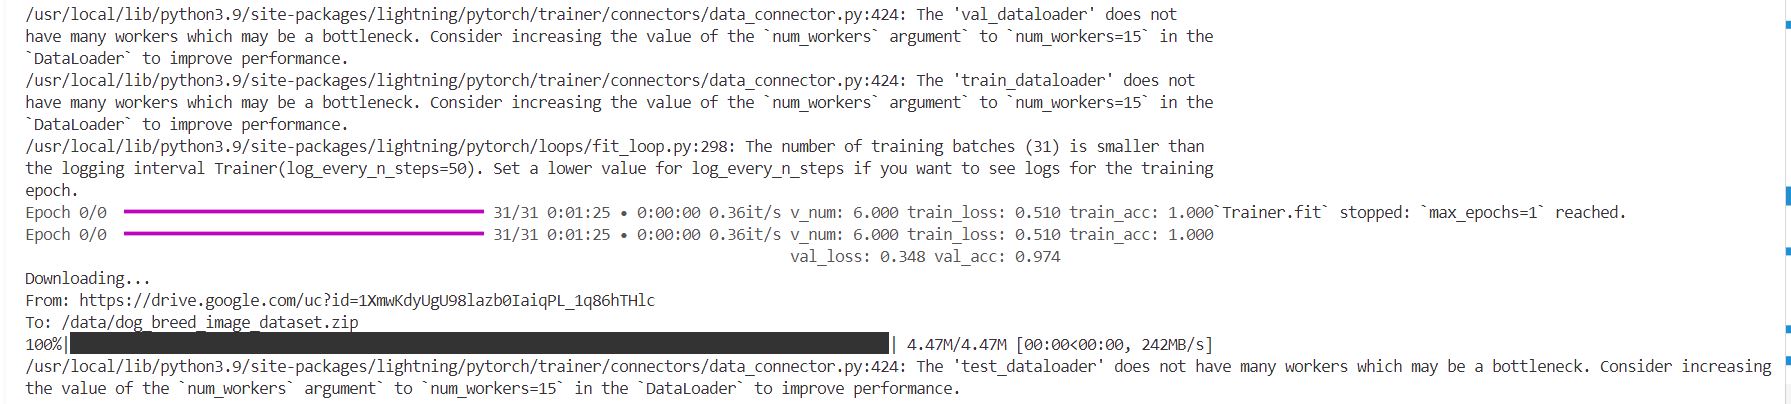 /usr/local/lib/python3.9/site-packages/lightning/pytorch/trainer/connectors/data_connector.py:424: The 'val_dataloader' does not
have many workers which may be a bottleneck. Consider increasing the value of the `num_workers` argument` to `num_workers=15` in the
`DataLoader` to improve performance.
/usr/local/lib/python3.9/site-packages/lightning/pytorch/trainer/connectors/data_connector.py:424: The 'train_dataloader' does not
have many workers which may be a bottleneck. Consider increasing the value of the `num_workers` argument` to `num_workers=15` in the
`DataLoader` to improve performance.
/usr/local/lib/python3.9/site-packages/lightning/pytorch/loops/fit_loop.py:298: The number of training batches (31) is smaller than
the logging interval Trainer(log_every_n_steps=50). Set a lower value for log_every_n_steps if you want to see logs for the training
epoch.
Epoch 0/0 31/31 0:01:25 • 0:00:00 0.36it/s v_num: 6.000 train_loss: 0.510 train_acc: 1.000`Trainer.fit` stopped: `max_epochs=1` reached.
Epoch 0/0 31/31 0:01:25 • 0:00:00 0.36it/s v_num: 6.000 train_loss: 0.510 train_acc: 1.000
val_loss: 0.348 val_acc: 0.974
Downloading...
From: https://drive.google.com/uc?id=1XmwKdyUgU98lazb0IaiqPL_1q86hTHlc
To: /data/dog_breed_image_dataset.zip
100%| | 4.47M/4.47M [00:00<00:00, 242MB/s]
/usr/local/lib/python3.9/site-packages/lightning/pytorch/trainer/connectors/data_connector.py:424: The 'test_dataloader' does not have many workers which may be a bottleneck. Consider increasing
the value of the `num_workers` argument` to `num_workers=15` in the `DataLoader` to improve performance.